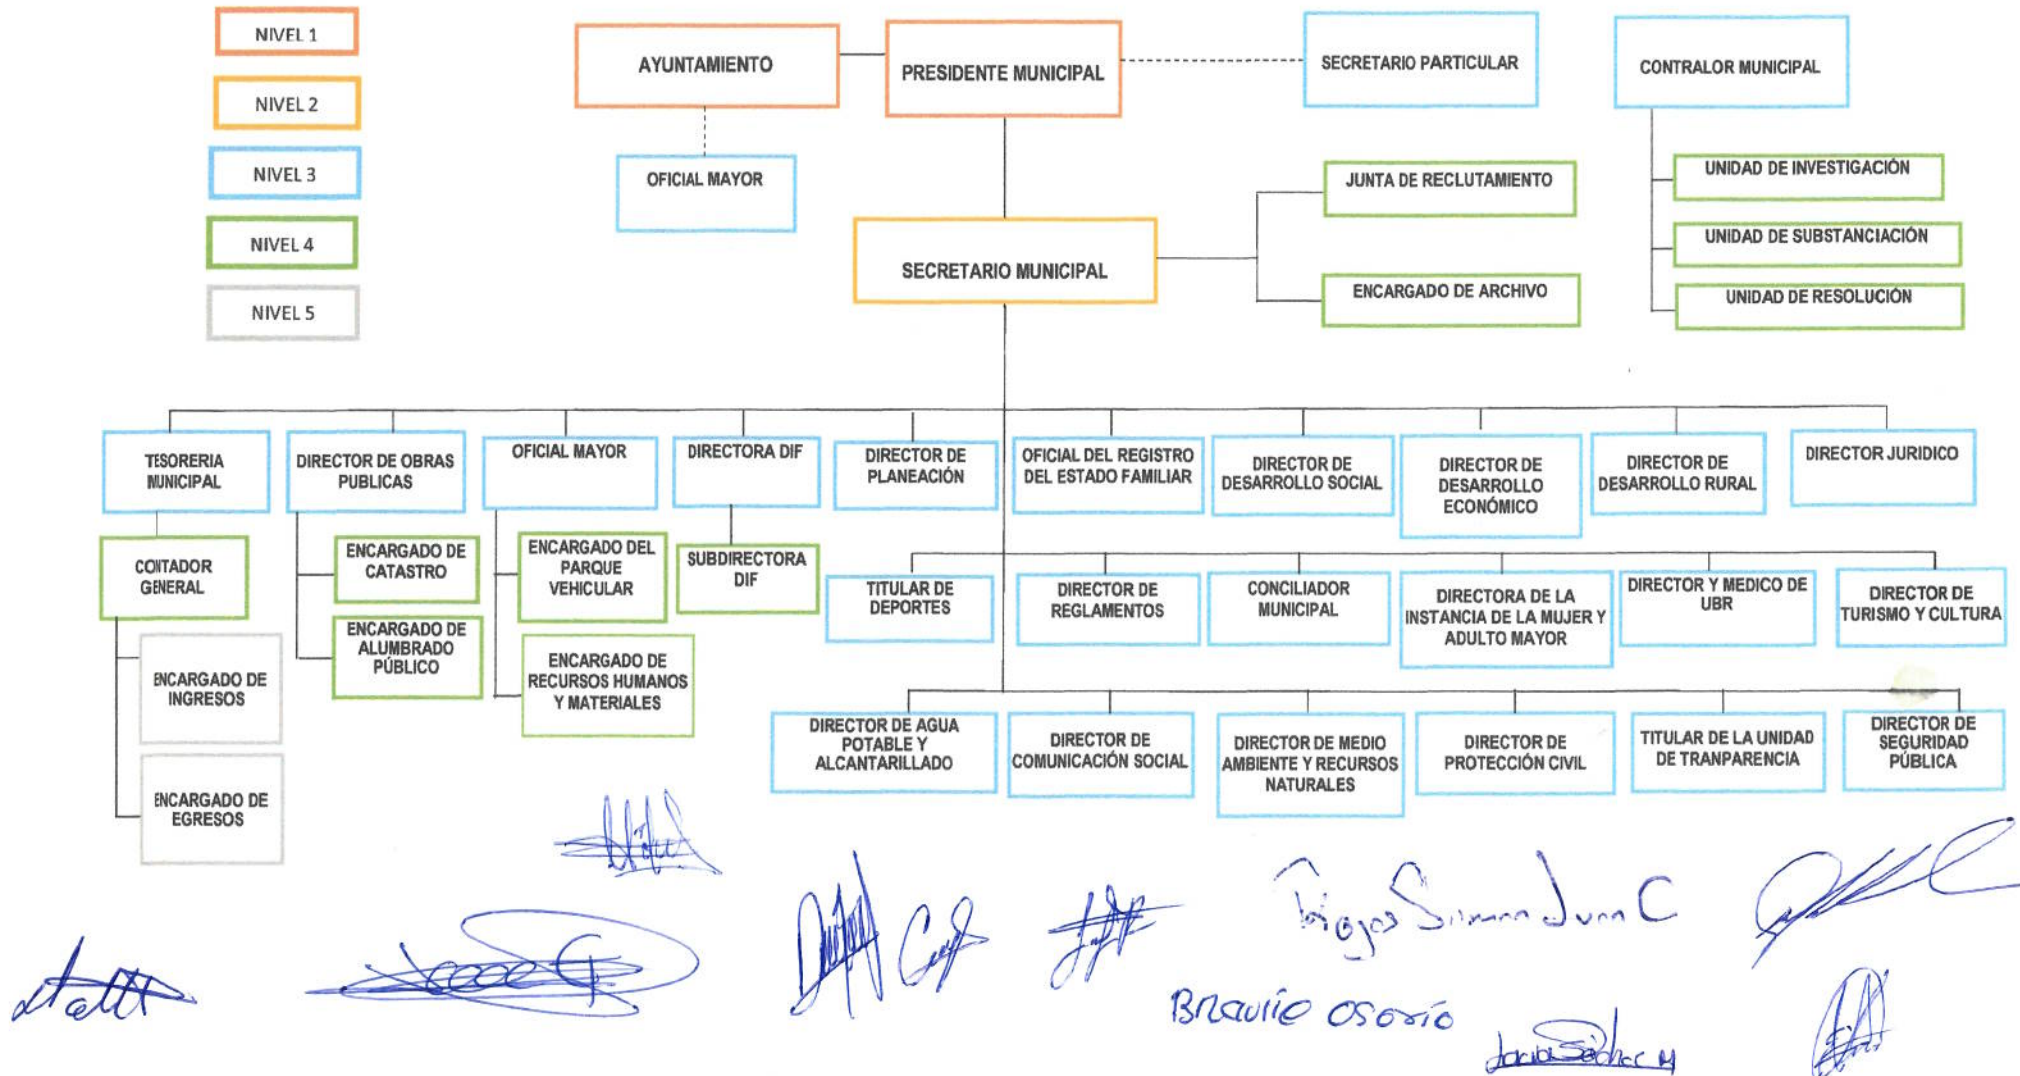 NIVEL 1
NIVEL 2
NIVEL 3
NIVEL 4
NIVEL 5
AYUNTAMIENTO
PRESIDENTE MUNICIPAL
SECRETARIO PARTICULAR
CONTRALOR MUNICIPAL
OFICIAL MAYOR
JUNTA DE RECLUTAMIENTO
UNIDAD DE INVESTIGACIÓN
UNIDAD DE SUBSTANCIACIÓN
SECRETARIO MUNICIPAL
ENCARGADO DE ARCHIVO
UNIDAD DE RESOLUCIÓN
TESORERIA
MUNICIPAL
DIRECTOR DE OBRAS
PUBLICAS
OFICIAL MAYOR
DIRECTORA DIF
DIRECTOR DE
PLANEACIÓN
OFICIAL DEL REGISTRO
DEL ESTADO FAMILIAR
DIRECTOR DE
DESARROLLO SOCIAL
DIRECTOR DE
DESARROLLO
ECONÓMICO
DIRECTOR DE
DESARROLLO RURAL
DIRECTOR JURIDICO
CONTADOR
GENERAL
ENCARGADO DE
CATASTRO
ENCARGADO DEL
PARQUE
VEHICULAR
SUBDIRECTORA
DIF
TITULAR DE
DEPORTES
DIRECTOR DE
REGLAMENTOS
CONCILIADOR
MUNICIPAL
DIRECTORA DE LA
INSTANCIA DE LA MUJER Y
ADULTO MAYOR
DIRECTOR Y MEDICO DE
UBR
DIRECTOR DE
TURISMO Y CULTURA
ENCARGADO DE
INGRESOS
ENCARGADO DE
ALUMBRADO
PÚBLICO
ENCARGADO DE
RECURSOS HUMANOS
Y MATERIALES
DIRECTOR DE AGUA
POTABLE Y
ALCANTARILLADO
DIRECTOR DE
COMUNICACIÓN SOCIAL
DIRECTOR DE MEDIO
AMBIENTE Y RECURSOS
NATURALES
DIRECTOR DE
PROTECCIÓN CIVIL
TITULAR DE LA UNIDAD
DE TRANPARENCIA
DIRECTOR DE
SEGURIDAD
PÚBLICA
ENCARGADO DE
EGRESOS
Juan C
Osorio